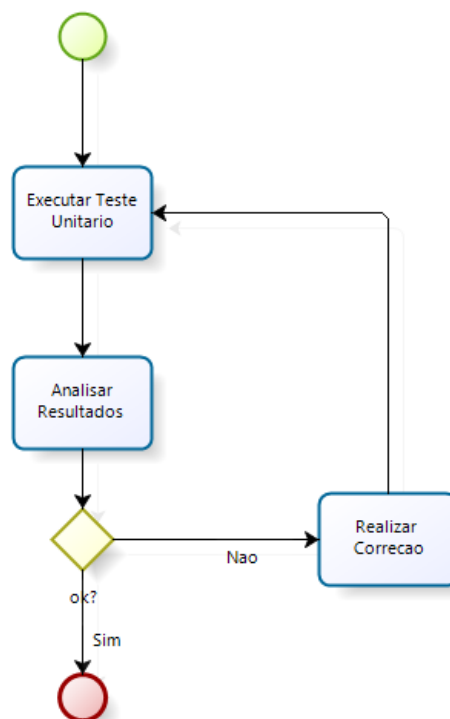 Executar Teste
Unitario
Analisar
Resultados
Realizar
Correcao
Nao
ok?
Sim